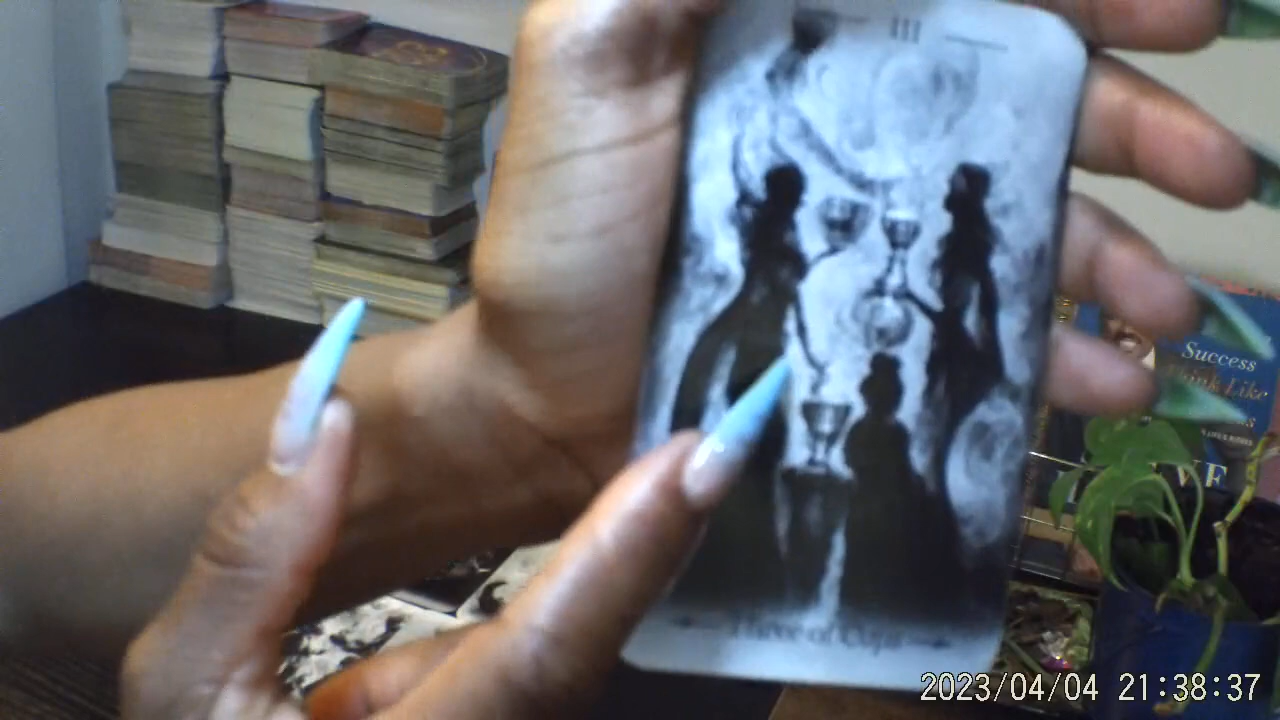 III
Three of Cups
Success
Think Like
2023/04/04 21:38:37